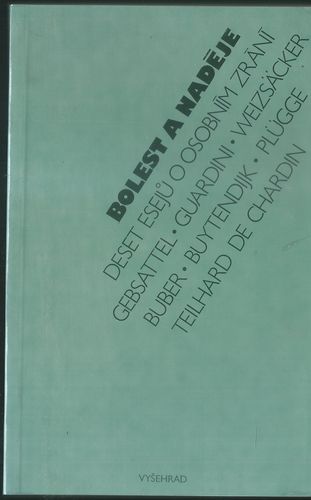 BOLEST A NADĚJE
DESET ESEJŮ O OSOBNÍM ZRÁNÍ
GEBSATTEL · GUARDINI · WEIZSÄCKER
BUBER · BUYTENDIJK · PLÜGGE
TEILHARD DE CHARDIN
VYŠEHRAD